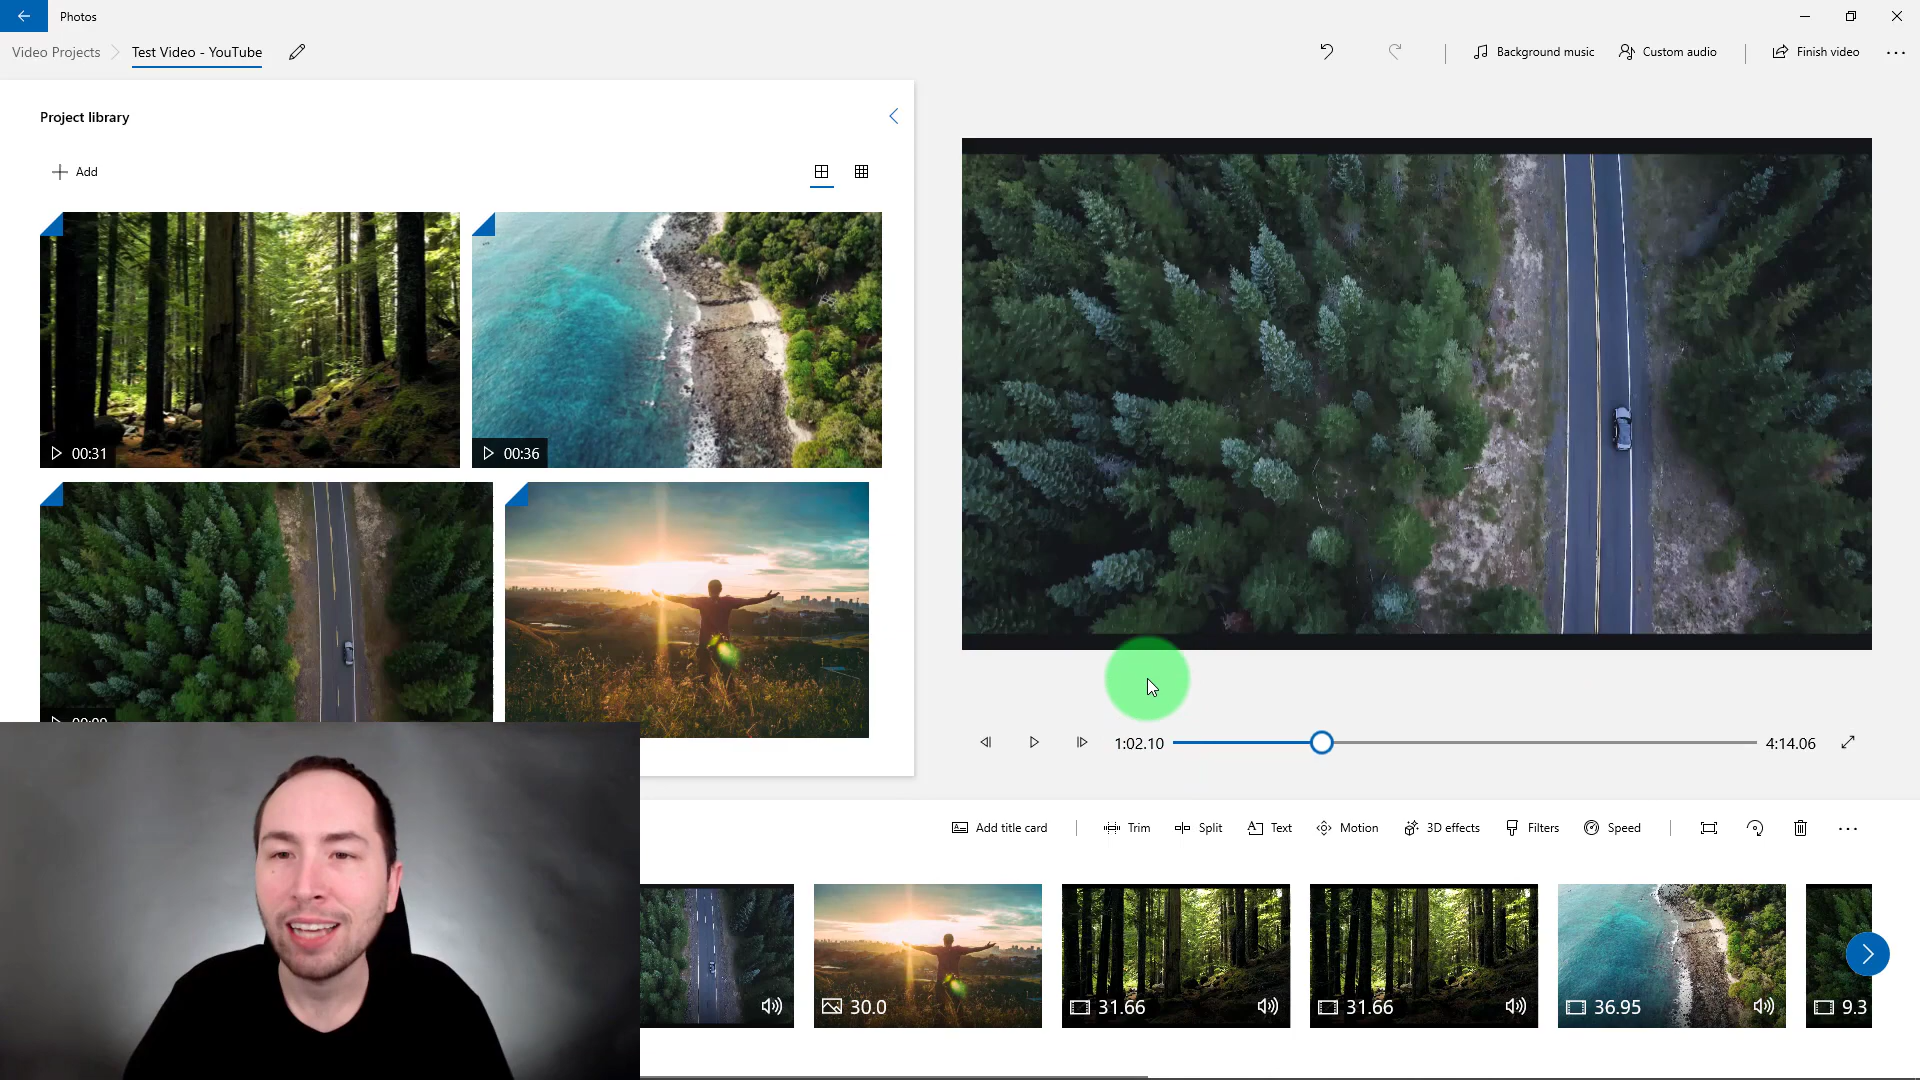 Photos
Video Projects
Test Video - YouTube
Background music
Custom audio
Finish video
Project library
Add
00:31
00:36
1:02.10
4:14.06
Add title card
Trim
Split
Text
Motion
3D effects
Filters
Speed
30.0
31.66
31.66
36.95
9.3